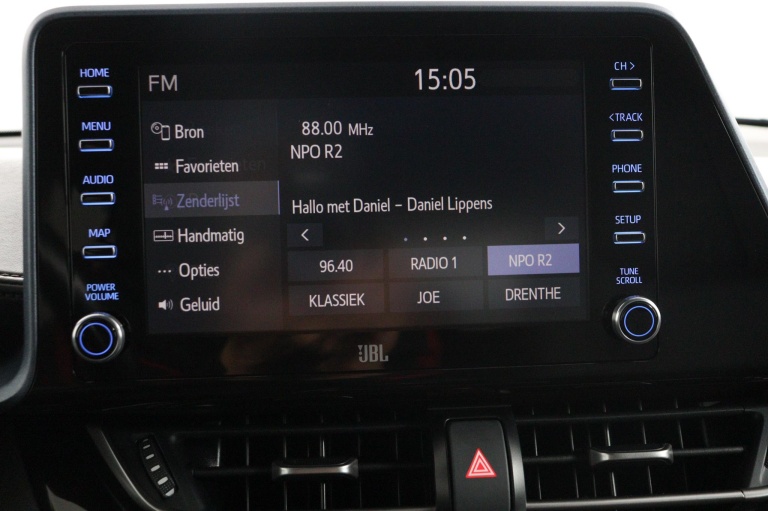 HOME
MENU
AUDIO
MAP
POWER
VOLUME
FM
15:05
Bron
Favorieten
Zenderlijst
Handmatig
Opties
Geluid
88.00 MHz
NPO R2
Hallo met Daniel – Daniel Lippens
< >
96.40 RADIO 1 NPO R2
KLASSIEK JOE DRENTHE
CH >
< TRACK
PHONE
SETUP
TUNE
SCROLL
JBL